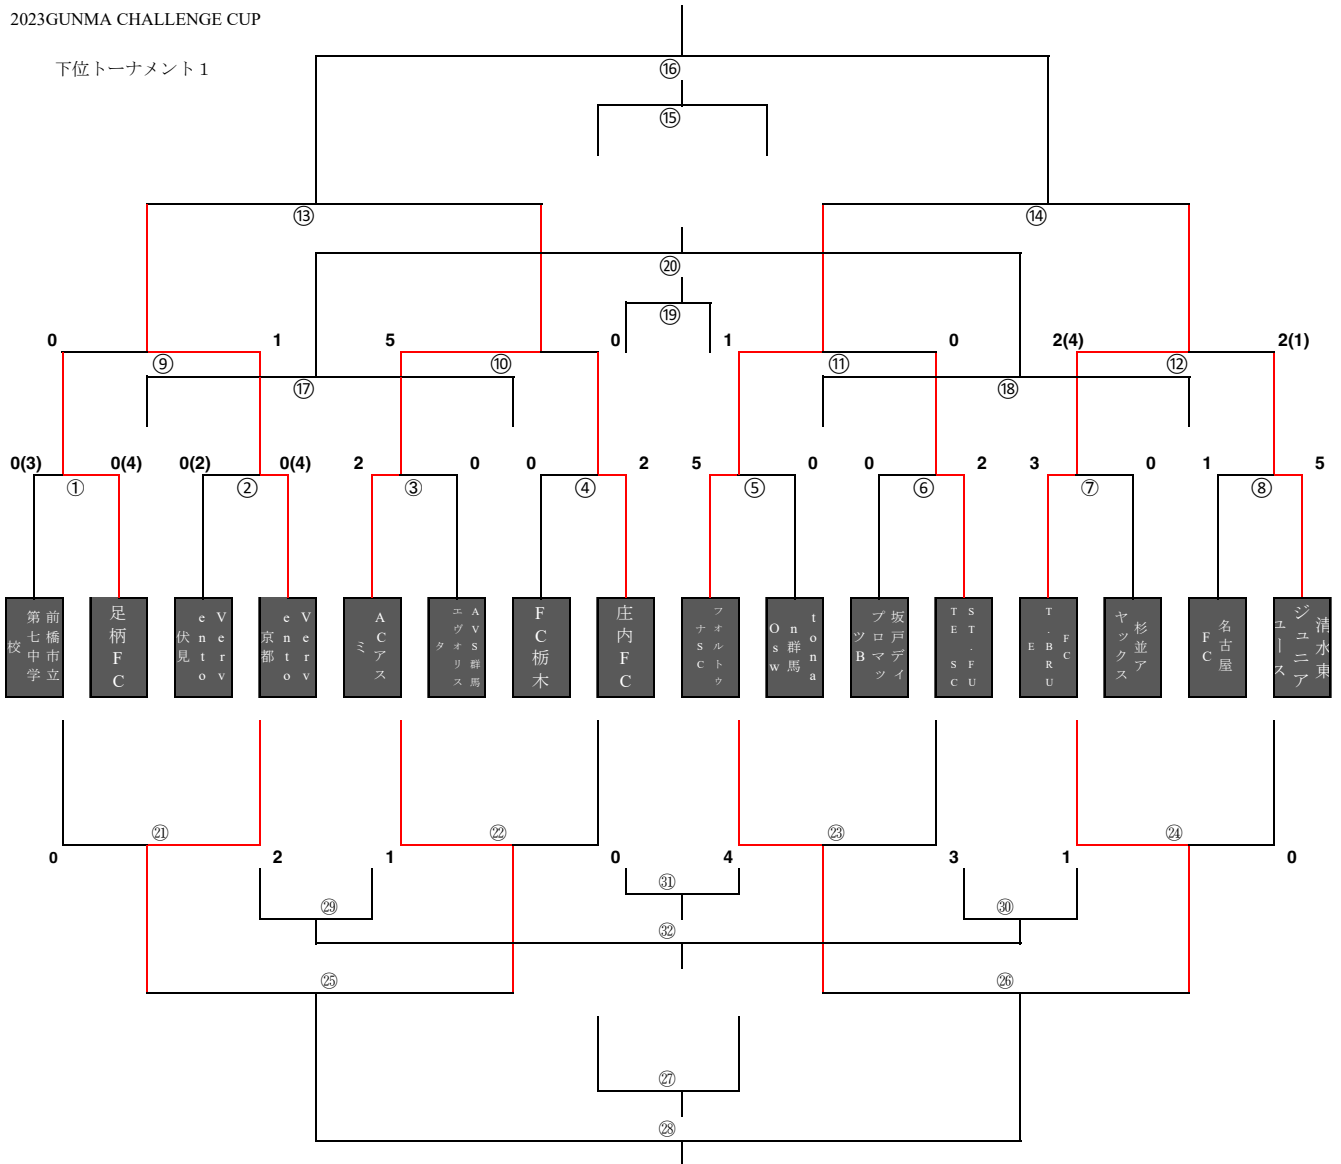 2023GUNMA CHALLENGE CUP
下位トーナメント1
⑯
⑮
⑬
⑭
⑳
⑲
0
1
5
0
1
0
2(4)
2(1)
⑨
⑩
⑪
⑫
⑰
⑱
0(3)
0(4)
0(2)
0(4)
2
0
0
2
5
0
0
2
3
0
1
5
①
②
③
④
⑤
⑥
⑦
⑧
前橋市立
第七中学
校
足柄FC
Verv
ento
伏見
Verv
ento
京都
ACアス
ミ
AVS群馬
エヴォリス
タ
FC栃木
庄内FC
フォルトゥ
ナSC
tona
n群馬
Osw
坂戸ディ
プロマッ
ツB
ST.FU
TE.SC
FC
T.BRU
E
杉並ア
ヤックス
名古屋
FC
清水東
ジュニア
ユース
㉑
㉒
㉓
㉔
0
2
1
0
4
3
1
0
㉛
㉙
㉚
㉜
㉕
㉖
㉗
㉘